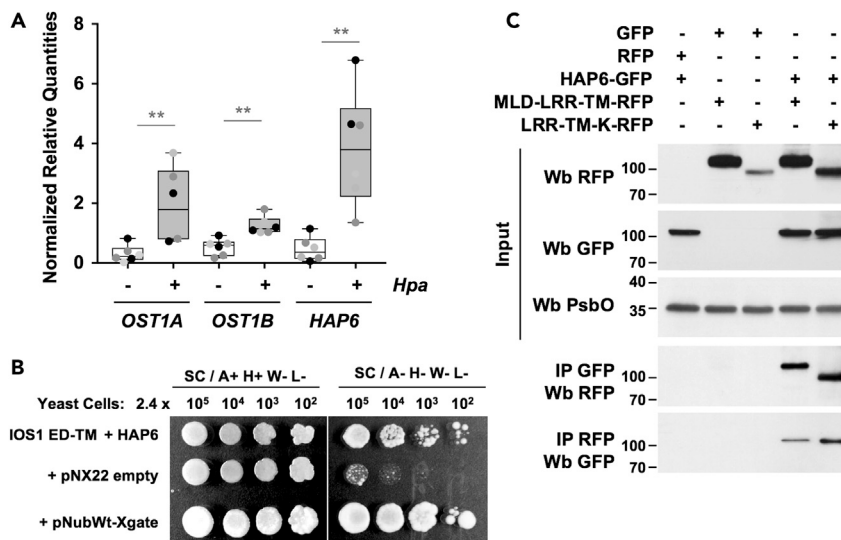 A
Normalized Relative Quantities
8
6
4
2
0
** ** **
- + - + - + Hpa
OST1A OST1B HAP6
B
SC / A+ H+ W- L- SC / A- H- W- L-
Yeast Cells: 2.4 x 10⁵ 10⁴ 10³ 10² 10⁵ 10⁴ 10³ 10²
IOS1 ED-TM + HAP6
+ pNX22 empty
+ pNubWt-Xgate
C
GFP - + + - -
RFP + - - - -
HAP6-GFP + - - + +
MLD-LRR-TM-RFP - + - + -
LRR-TM-K-RFP - - + - +
Input
Wb RFP 100 70
Wb GFP 100 70
Wb PsbO 40 35
IP GFP
Wb RFP 100 70
IP RFP
Wb GFP 100 70